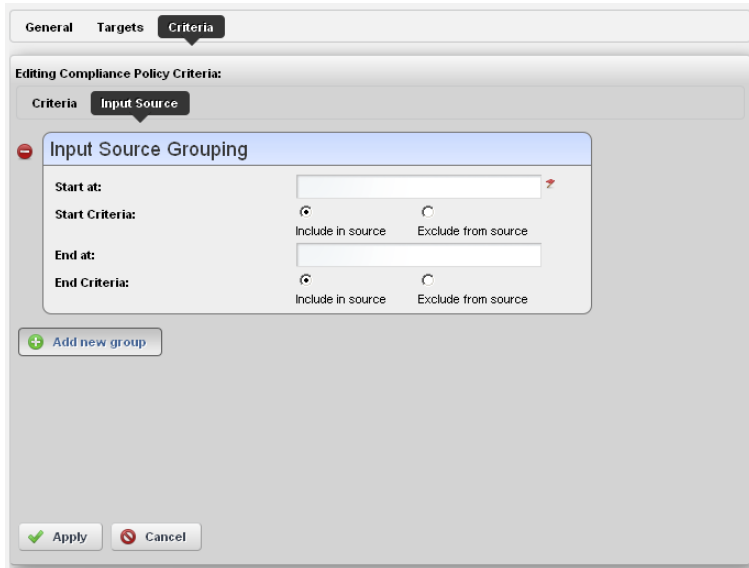 General Targets Criteria
Editing Compliance Policy Criteria:
Criteria Input Source
Input Source Grouping
Start at:
Start Criteria:
Include in source Exclude from source
End at:
End Criteria:
Include in source Exclude from source
Add new group
Apply Cancel